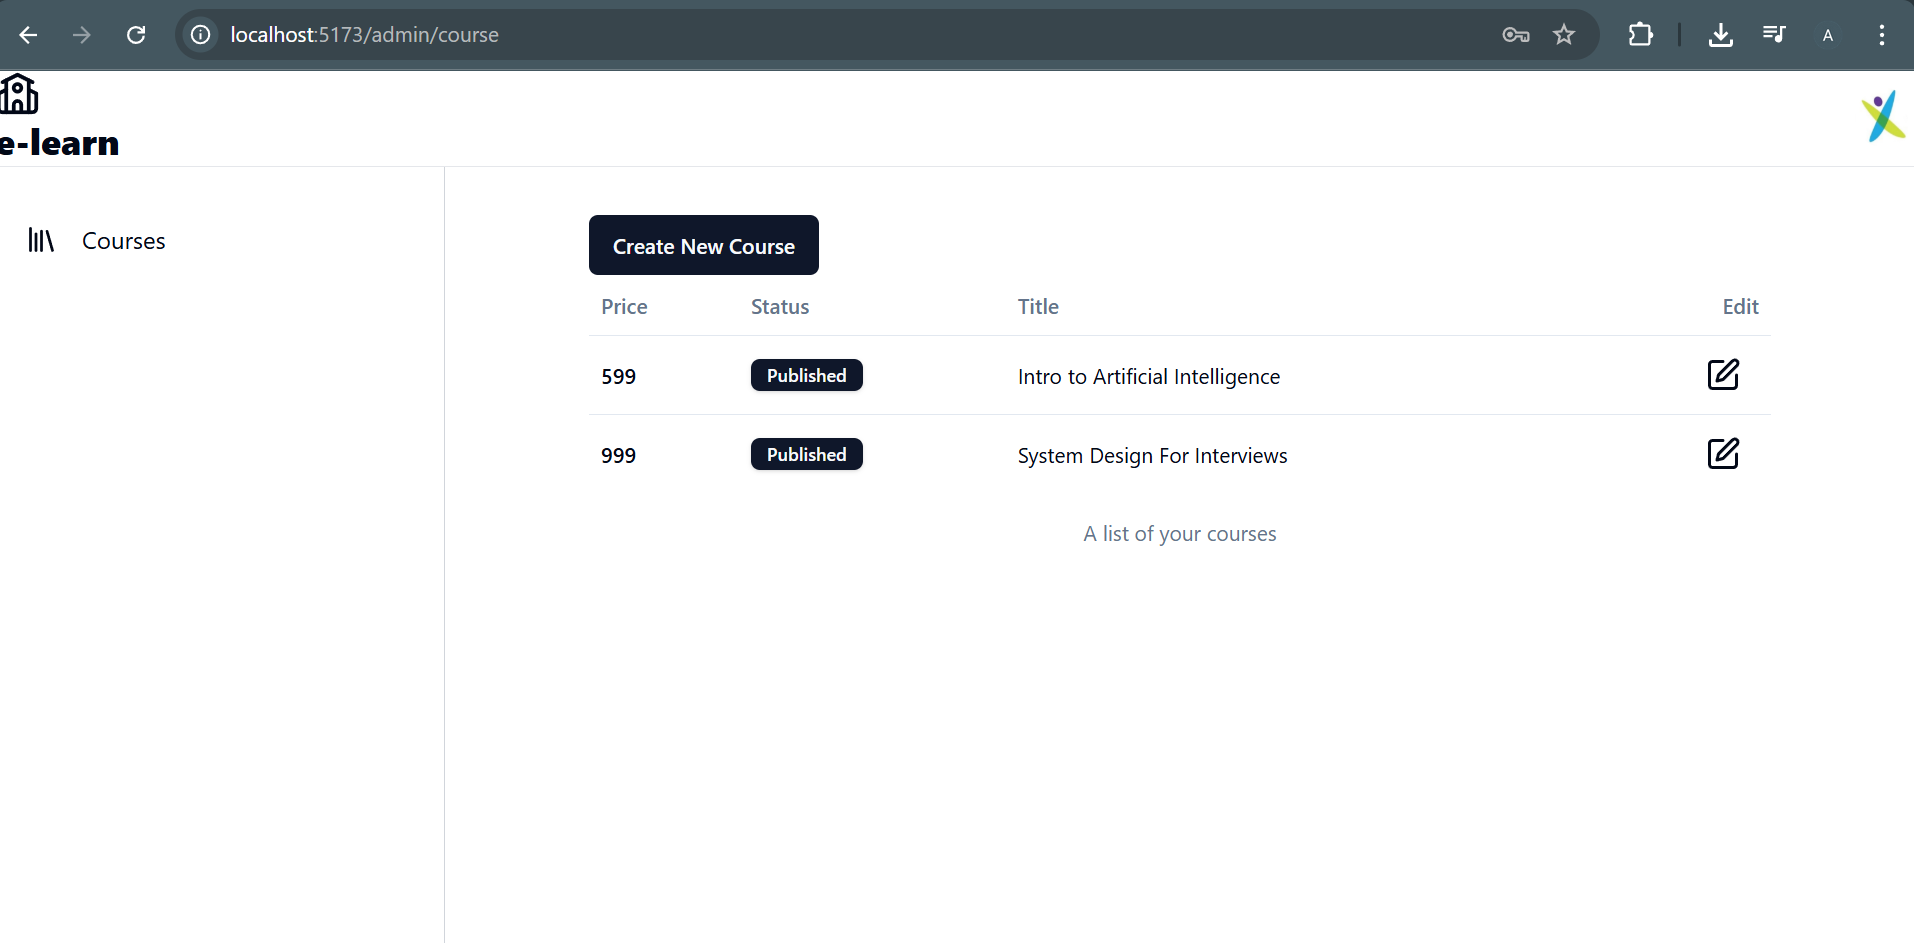 localhost:5173/admin/course
A
e-learn
Courses
Create New Course
Price Status Title Edit
599 Published Intro to Artificial Intelligence
999 Published System Design For Interviews
A list of your courses